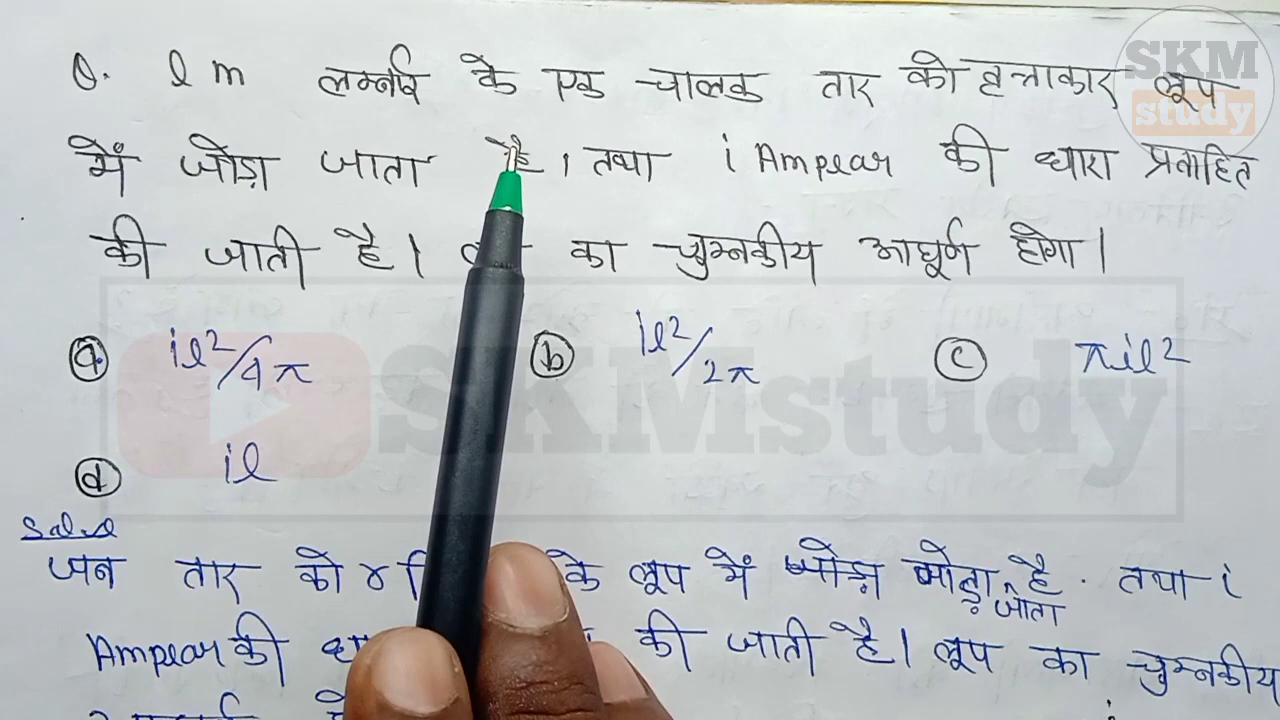 SKM
study
Q. l m लम्बाई के एक चालक तार को वृत्ताकार लूप
में जोड़ा जाता है। तथा i Ampear की धारा प्रवाहित
की जाती है। का चुम्बकीय आघूर्ण होगा।
(a) il²/4π (b) il²/2π (c) πil²
(d) il
SKMstudy
जब तार को r के लूप में मोड़ा जाता है. तथा i
Ampear की की जाती है। लूप का चुम्बकीय